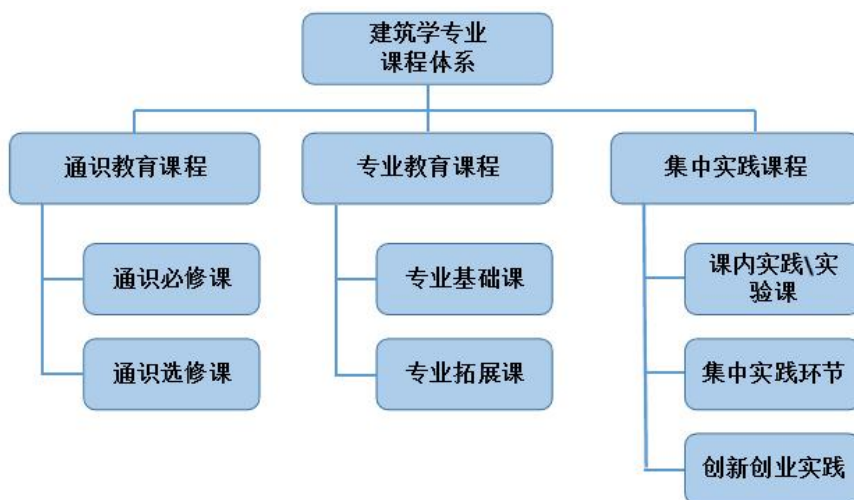 建筑学专业
课程体系
通识教育课程
专业教育课程
集中实践课程
通识必修课
专业基础课
课内实践\实
验课
通识选修课
专业拓展课
集中实践环节
创新创业实践